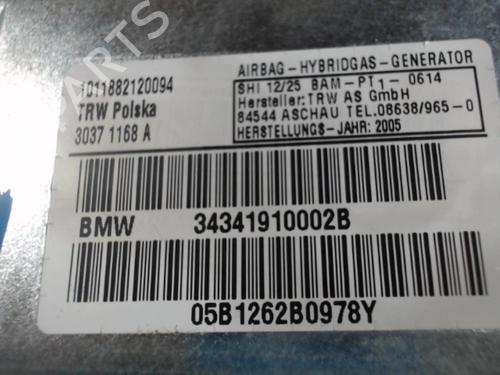 PARTS
1011882120094
TRW Polska
3037 1168 A
AIRBAG-HYBRIDGAS-GENERATOR
SHI 12/25 BAM-PT1-0614
Hersteller:TRW AS GmbH
84544 ASCHAU TEL.08638/965-0
HERSTELLUNGS-JAHR:2005
BMW 34341910002B
05B1262B0978Y